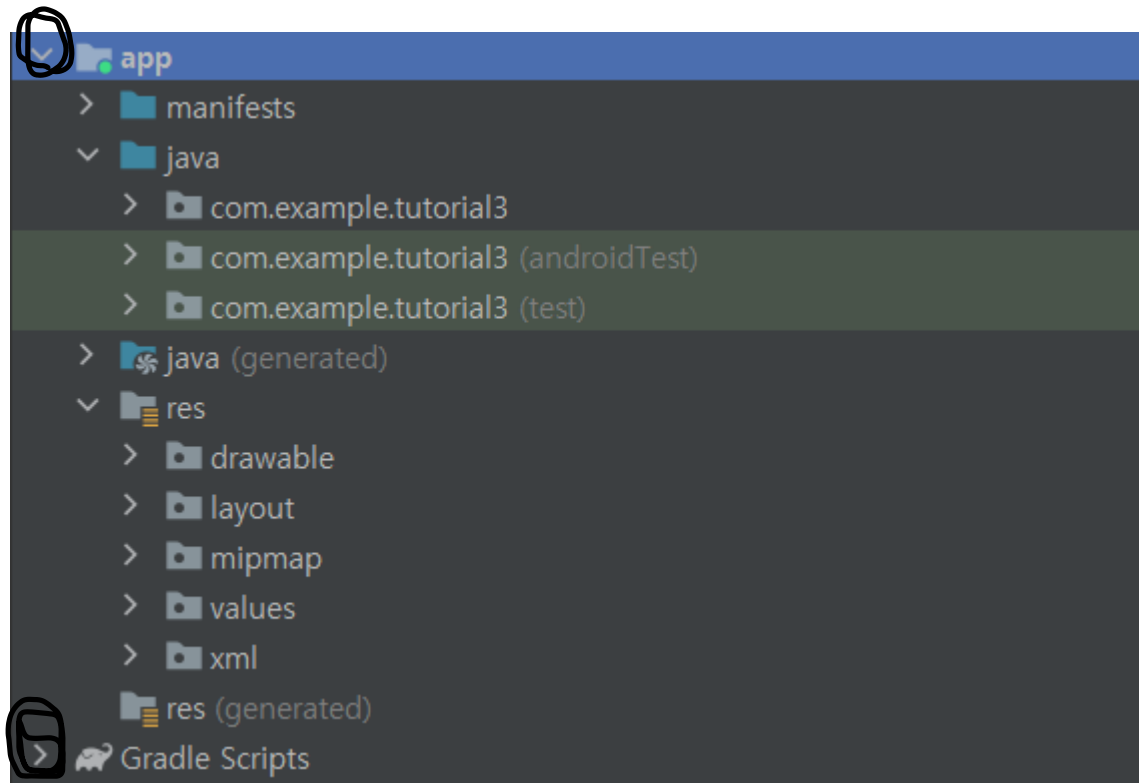 app
manifests
java
com.example.tutorial3
com.example.tutorial3 (androidTest)
com.example.tutorial3 (test)
java (generated)
res
drawable
layout
mipmap
values
xml
res (generated)
Gradle Scripts